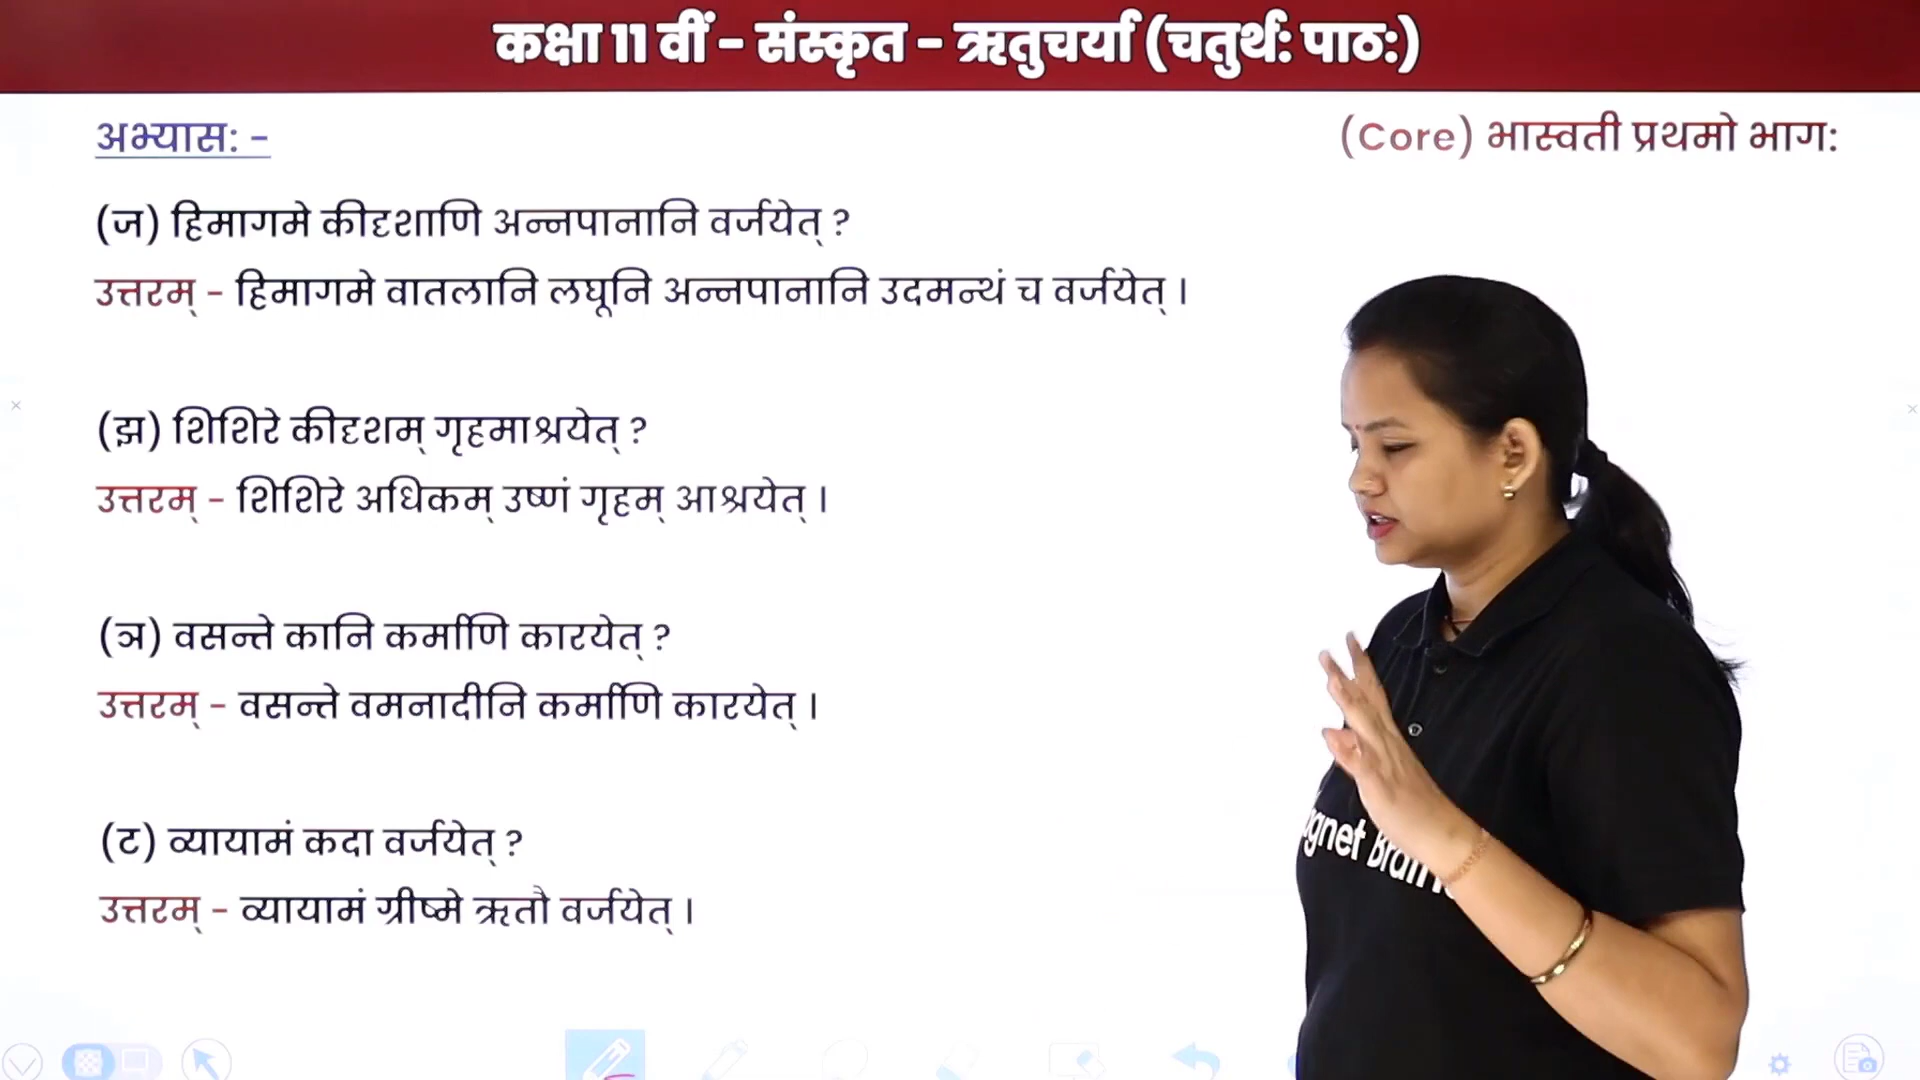 कक्षा 11 वीं - संस्कृत - ऋतुचर्या (चतुर्थ: पाठ:)
अभ्यास: -
(Core) भास्वती प्रथमो भाग:
(ज) हिमागमे कीदृशाणि अन्नपानानि वर्जयेत् ?
उत्तरम् - हिमागमे वातलानि लघूनि अन्नपानानि उदमन्थं च वर्जयेत् ।
(झ) शिशिरे कीदृशम् गृहमाश्रयेत् ?
उत्तरम् - शिशिरे अधिकम् उष्णं गृहम् आश्रयेत् ।
(ञ) वसन्ते कानि कर्माणि कारयेत् ?
उत्तरम् - वसन्ते वमनादीनि कर्माणि कारयेत् ।
(ट) व्यायामं कदा वर्जयेत् ?
उत्तरम् - व्यायामं ग्रीष्मे ऋतौ वर्जयेत् ।